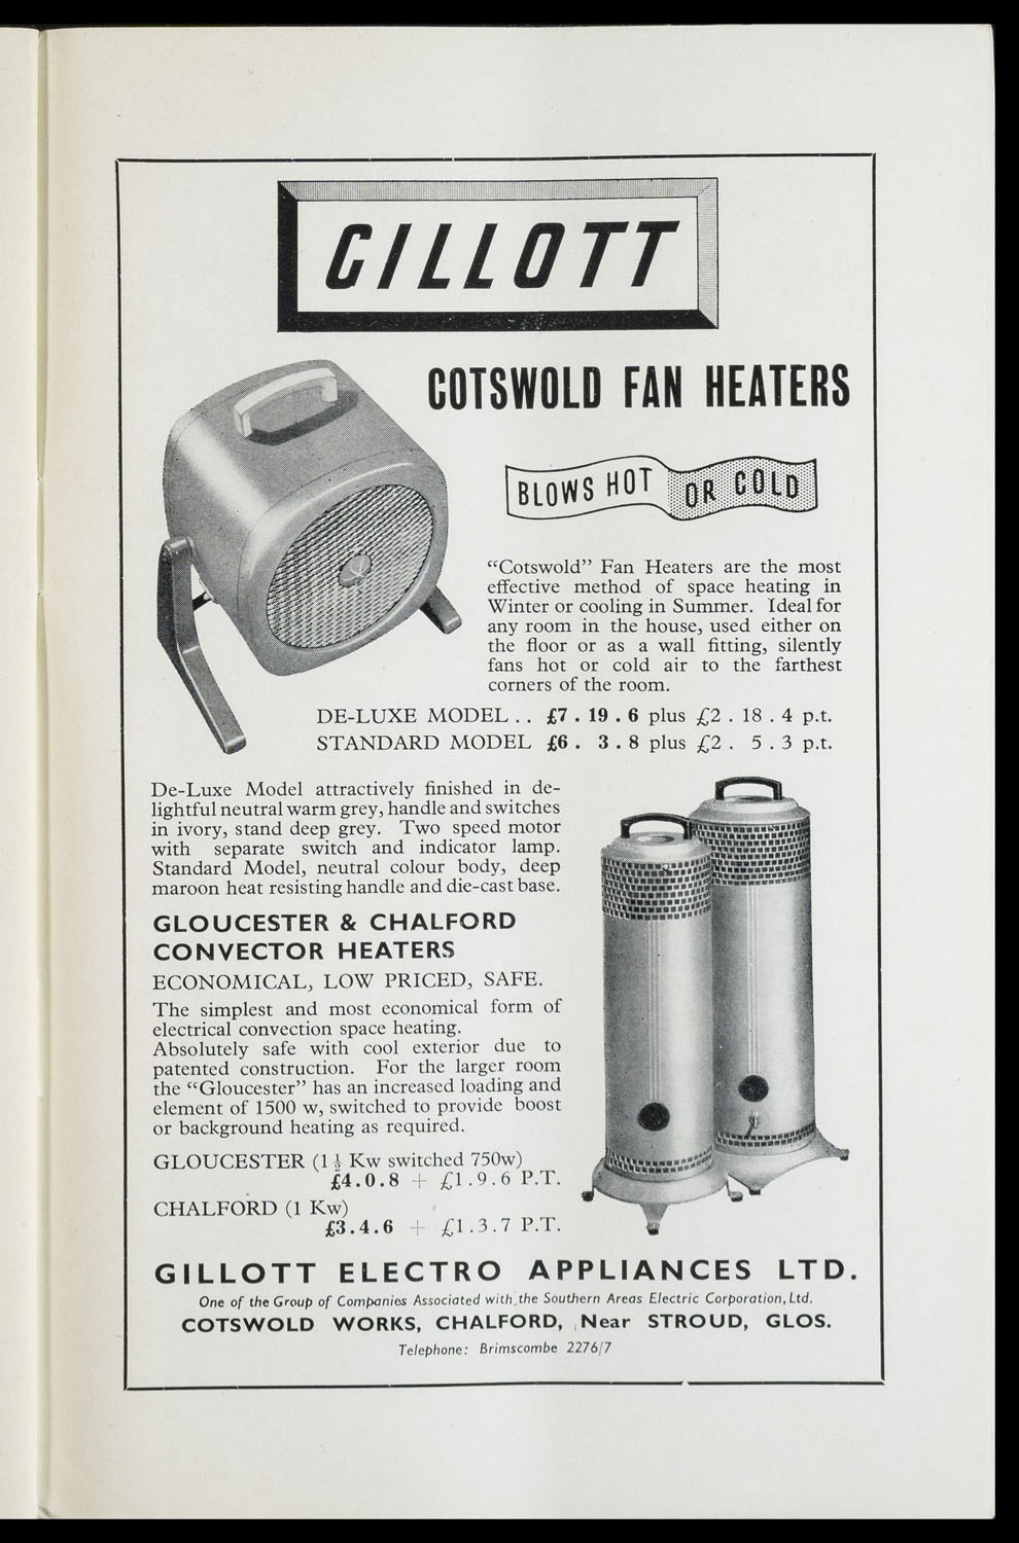 GILLOTT
COTSWOLD FAN HEATERS
BLOWS HOT OR COLD
“Cotswold” Fan Heaters are the most
effective method of space heating in
Winter or cooling in Summer. Ideal for
any room in the house, used either on
the floor or as a wall fitting, silently
fans hot or cold air to the farthest
corners of the room.
DE-LUXE MODEL . . £7 . 19 . 6 plus £2 . 18 . 4 p.t.
STANDARD MODEL £6 . 3 . 8 plus £2 . 5 . 3 p.t.
De-Luxe Model attractively finished in de-
lightful neutral warm grey, handle and switches
in ivory, stand deep grey. Two speed motor
with separate switch and indicator lamp.
Standard Model, neutral colour body, deep
maroon heat resisting handle and die-cast base.
GLOUCESTER & CHALFORD
CONVECTOR HEATERS
ECONOMICAL, LOW PRICED, SAFE.
The simplest and most economical form of
electrical convection space heating.
Absolutely safe with cool exterior due to
patented construction. For the larger room
the “Gloucester” has an increased loading and
element of 1500 w, switched to provide boost
or background heating as required.
GLOUCESTER (1½ Kw switched 750w)
£4.0.8 + £1.9.6 P.T.
CHALFORD (1 Kw)
£3.4.6 + £1.3.7 P.T.
GILLOTT ELECTRO APPLIANCES LTD.
One of the Group of Companies Associated with the Southern Areas Electric Corporation, Ltd.
COTSWOLD WORKS, CHALFORD, Near STROUD, GLOS.
Telephone: Brimscombe 2276/7